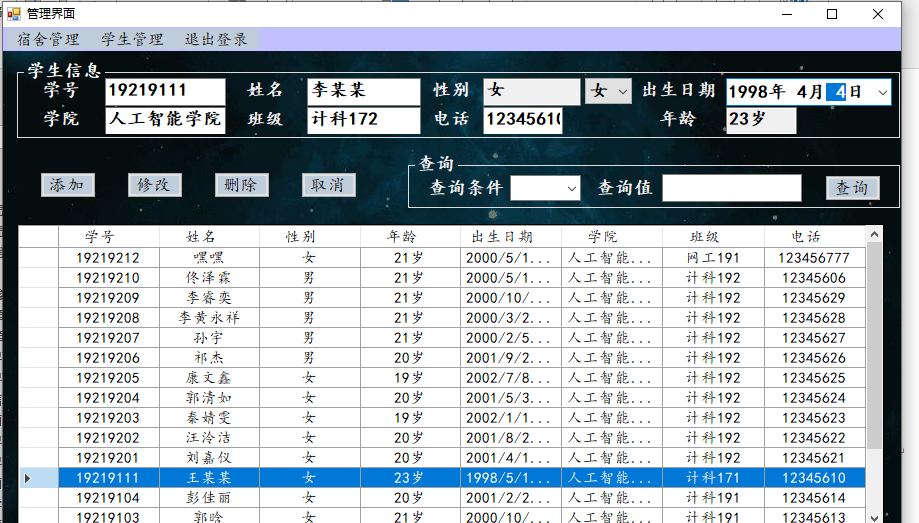 管理界面
宿舍管理 学生管理 退出登录
学生信息
学号 19219111 姓名 李某某 性别 女 女 出生日期 1998年 4月 4日
学院 人工智能学院 班级 计科172 电话 12345610 年龄 23岁
查询
添加 修改 删除 取消 查询条件 查询值 查询
学号 姓名 性别 年龄 出生日期 学院 班级 电话
19219212 嘿嘿 女 21岁 2000/5/1... 人工智能... 网工191 123456777
19219210 佟泽霖 男 21岁 2000/5/1... 人工智能... 计科192 12345606
19219209 李睿奕 男 21岁 2000/10/... 人工智能... 计科192 12345629
19219208 李黄永祥 男 21岁 2000/3/2... 人工智能... 计科192 12345628
19219207 孙宇 男 21岁 2000/2/5... 人工智能... 计科192 12345627
19219206 祁杰 男 20岁 2001/9/2... 人工智能... 计科192 12345626
19219205 康文鑫 女 19岁 2002/7/8... 人工智能... 计科192 12345625
19219204 郭清如 女 20岁 2001/5/3... 人工智能... 计科192 12345624
19219203 秦婧雯 女 19岁 2002/1/1... 人工智能... 计科192 12345623
19219202 汪泠洁 女 20岁 2001/8/2... 人工智能... 计科192 12345622
19219201 刘嘉仪 女 20岁 2001/4/1... 人工智能... 计科192 12345621
19219111 王某某 女 23岁 1998/5/1... 人工智能... 计科171 12345610
19219104 彭佳丽 女 20岁 2001/2/2... 人工智能... 计科191 12345614
19219103 郭晗 女 21岁 2000/10/... 人工智能... 计科191 12345613